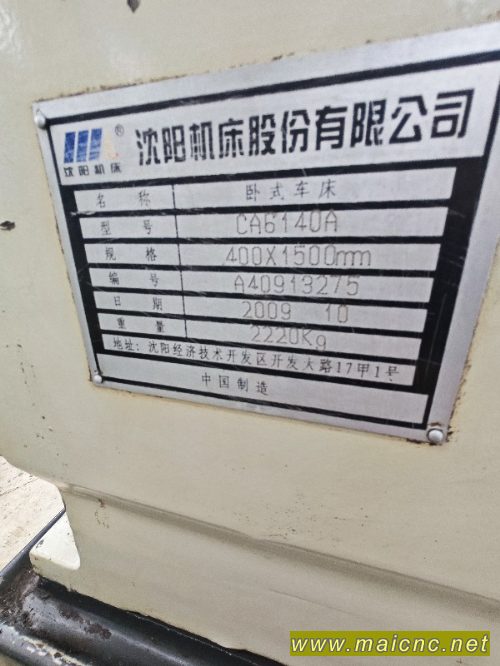 沈阳机床 ® 沈阳机床股份有限公司
名称 卧式车床
型号 CA6140A
规格 400X1500mm
编号 A40913275
日期 2009 10
重量 2220Kg
地址: 沈阳经济技术开发区开发大路17甲1号
中国制造
www.maicnc.net